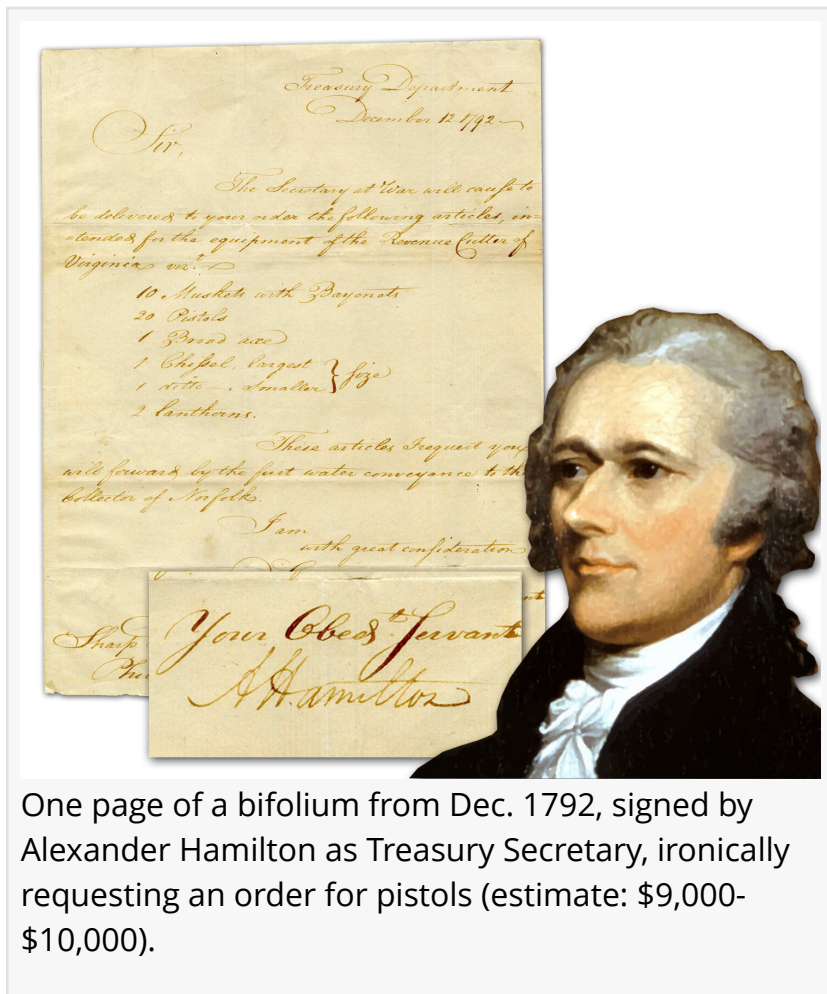 Treasury Department
December 12 1792
Sir,
The Secretary at War will cause to
be delivered to your order the following articles, in=
tended for the equipment of the Revenue Cutter of
Virginia vizt.
10 Muskets with Bayonets
20 Pistols
1 Broad axe
1 Chissel, largest } size
1 ditto . Smaller
2 Lanthorns.
These articles I request you
will forward by the first water conveyance to th
Collector of Norfolk.
I am
with great consideration
Your Obedt Servant
A Hamilton
Sharp
One page of a bifolium from Dec. 1792, signed by
Alexander Hamilton as Treasury Secretary, ironically
requesting an order for pistols (estimate: $9,000-
$10,000).